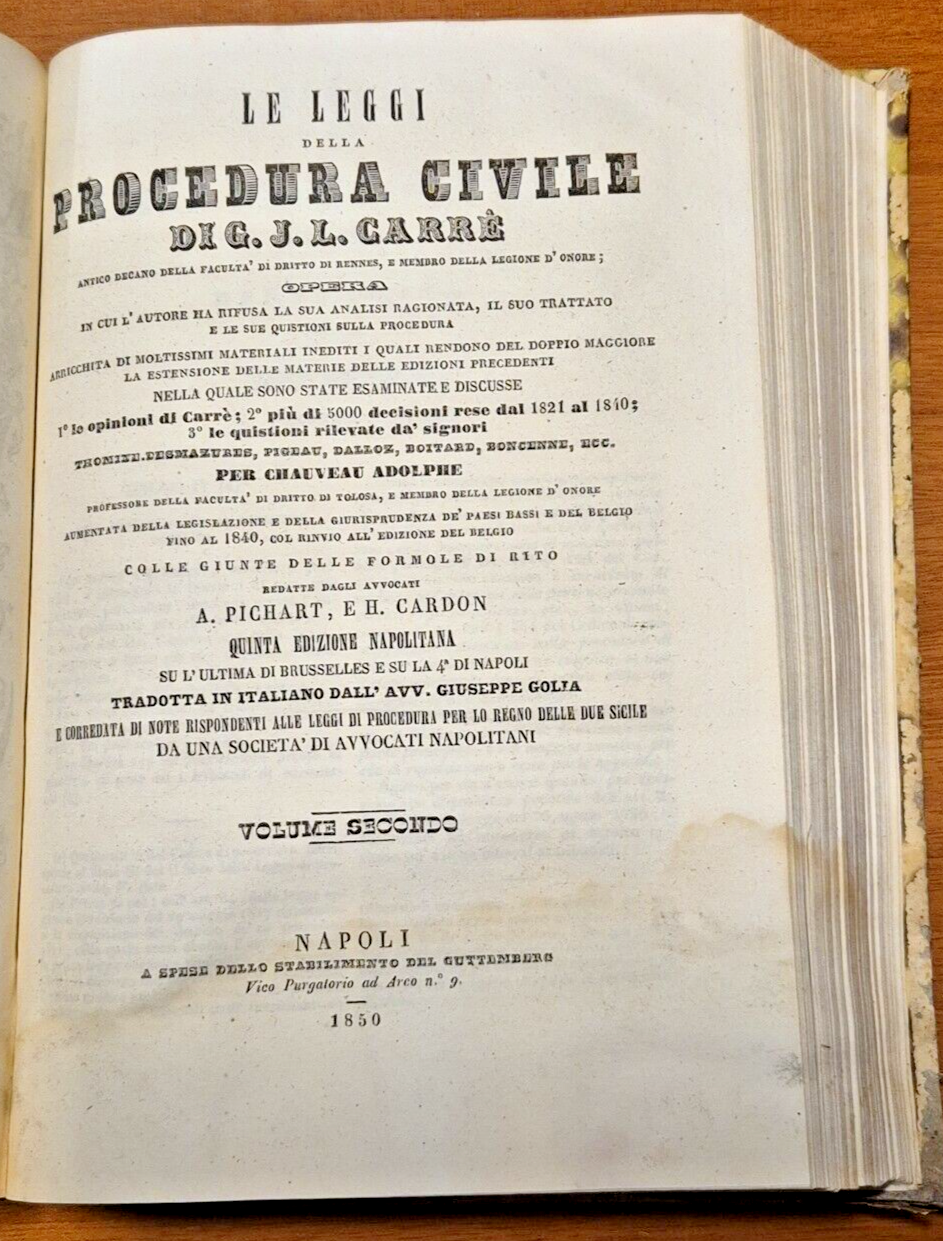 LE LEGGI
DELLA
PROCEDURA CIVILE
DI G. J. L. CARRÈ
ANTICO DECANO DELLA FACULTA' DI DRITTO DI RENNES, E MEMBRO DELLA LEGIONE D' ONORE;
OPERA
IN CUI L' AUTORE HA RIFUSA LA SUA ANALISI RAGIONATA, IL SUO TRATTATO
E LE SUE QUISTIONI SULLA PROCEDURA
ARRICCHITA DI MOLTISSIMI MATERIALI INEDITI I QUALI RENDONO DEL DOPPIO MAGGIORE
LA ESTENSIONE DELLE MATERIE DELLE EDIZIONI PRECEDENTI
NELLA QUALE SONO STATE ESAMINATE E DISCUSSE
1° le opinioni di Carrè; 2° più di 5000 decisioni rese dal 1821 al 1840;
3° le quistioni rilevate da' signori
THOMINE.DESMAZURES, PIGEAU, DALLOZ, BOITARD, BONCENNE, ECC.
PER CHAUVEAU ADOLPHE
PROFESSORE DELLA FACULTA' DI DRITTO DI TOLOSA, E MEMBRO DELLA LEGIONE D' ONORE
AUMENTATA DELLA LEGISLAZIONE E DELLA GIURISPRUDENZA DE' PAESI BASSI E DEL BELGIO
FINO AL 1840, COL RINVIO ALL' EDIZIONE DEL BELGIO
COLLE GIUNTE DELLE FORMOLE DI RITO
REDATTE DAGLI AVVOCATI
A. PICHART, E H. CARDON
QUINTA EDIZIONE NAPOLITANA
SU L' ULTIMA DI BRUSSELLES E SU LA 4ª DI NAPOLI
TRADOTTA IN ITALIANO DALL' AVV. GIUSEPPE GOLIA
E CORREDATA DI NOTE RISPONDENTI ALLE LEGGI DI PROCEDURA PER LO REGNO DELLE DUE SICILE
DA UNA SOCIETA' DI AVVOCATI NAPOLITANI
VOLUME SECONDO
NAPOLI
A SPESE DELLO STABILIMENTO DEL GUTTEMBERG
Vico Purgatorio ad Arco n.° 9.
1850